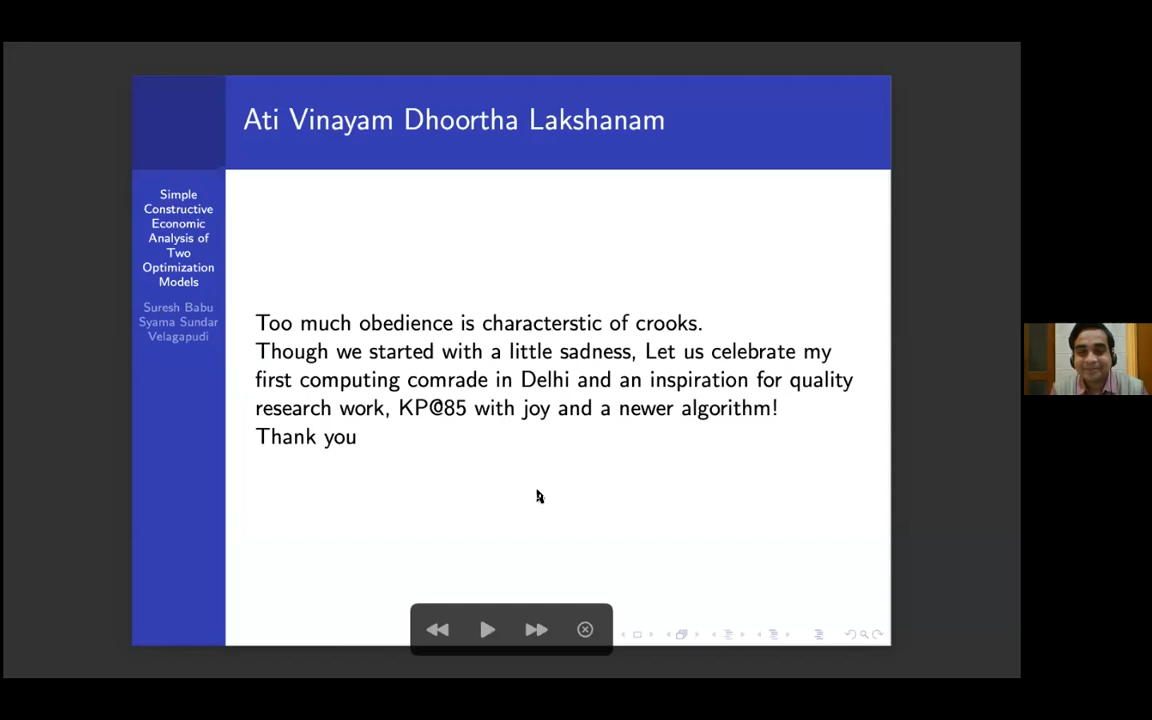 Ati Vinayam Dhoortha Lakshanam
Simple
Constructive
Economic
Analysis of
Two
Optimization
Models
Suresh Babu
Syama Sundar
Velagapudi
Too much obedience is characterstic of crooks.
Though we started with a little sadness, Let us celebrate my
first computing comrade in Delhi and an inspiration for quality
research work, KP@85 with joy and a newer algorithm!
Thank you